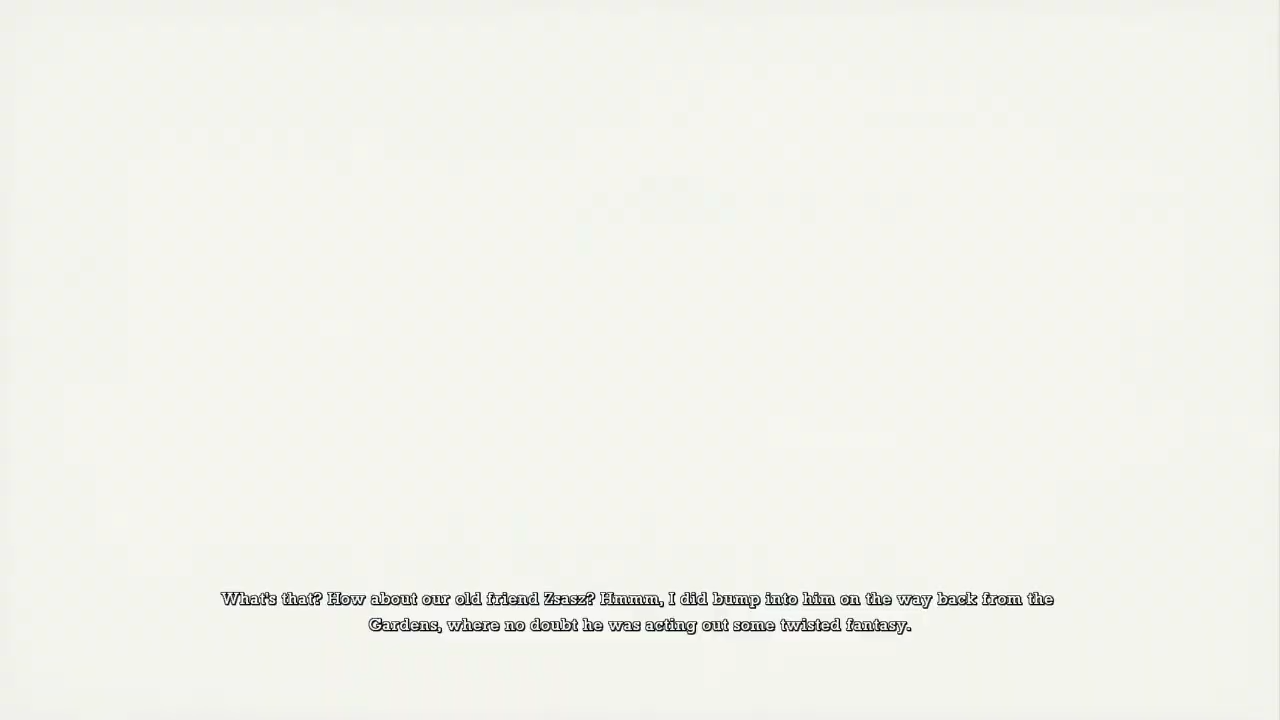 What's that? How about our old friend Zsasz? Hmmm, I did bump into him on the way back from the
Gardens, where no doubt he was acting out some twisted fantasy.